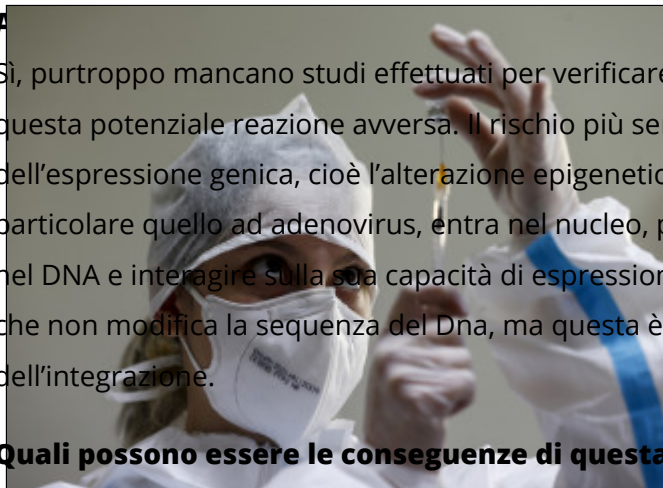 A
Sì, purtroppo mancano studi effettuati per verificare
questa potenziale reazione avversa. Il rischio più se
dell’espressione genica, cioè l’alterazione epigenetic
particolare quello ad adenovirus, entra nel nucleo, p
nel DNA e interagire sulla sua capacità di espression
che non modifica la sequenza del Dna, ma questa è
dell’integrazione.
Quali possono essere le conseguenze di questa